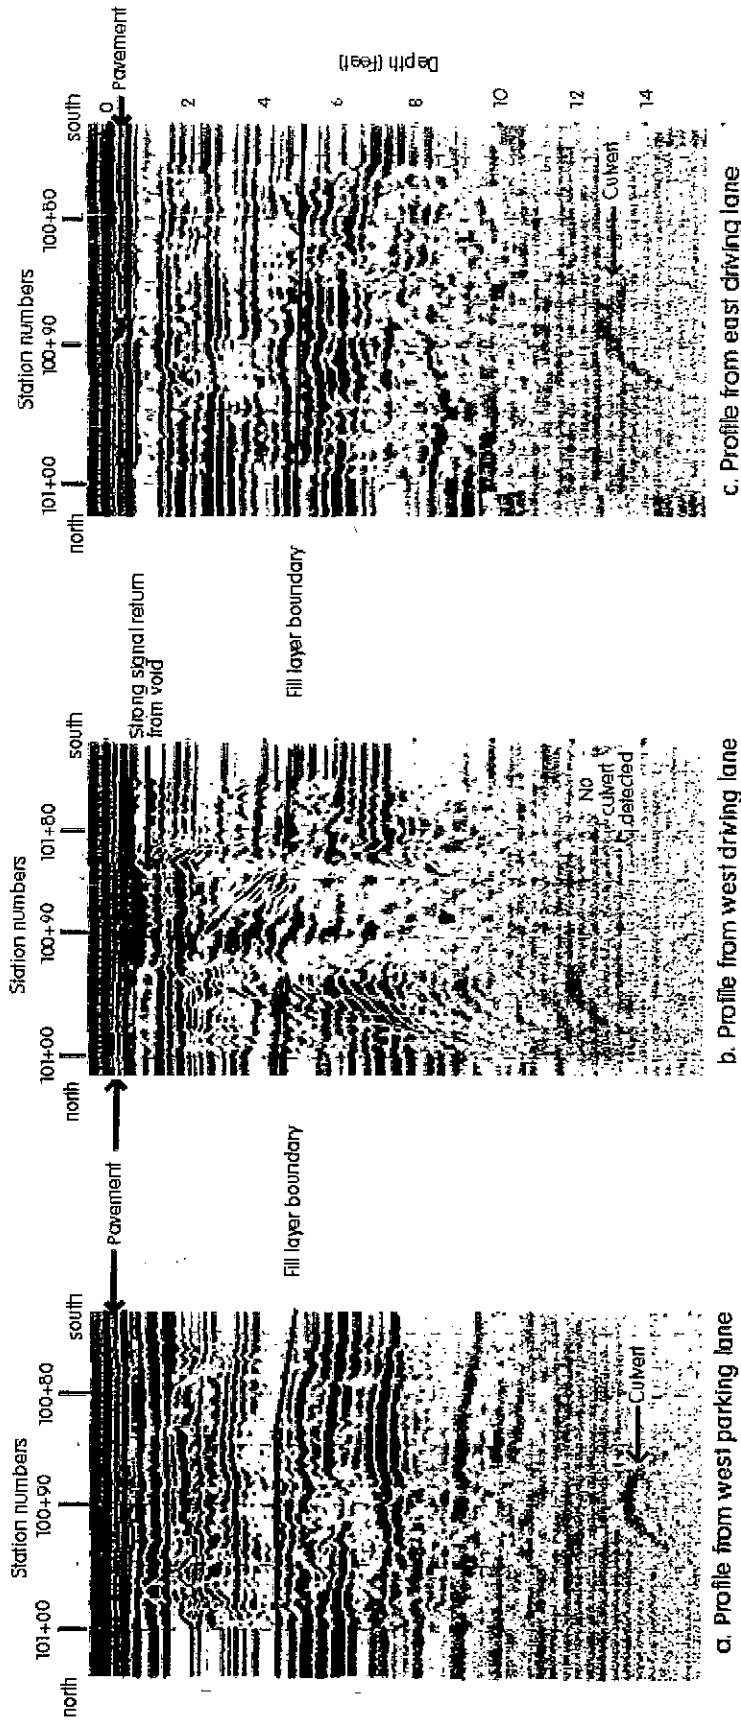 Station numbers
north
101+00
100+90
100+80
south
Pavement
Fill layer boundary
Culvert
a. Profile from west parking lane
Station numbers
north
101+00
100+90
101+80
south
Strong signal return
from void
Fill layer boundary
No
culvert
detected
b. Profile from west driving lane
Station numbers
north
101+00
100+90
100+80
south
Pavement
0
2
4
6
8
10
12
14
Depth (Feet)
Culvert
c. Profile from east driving lane